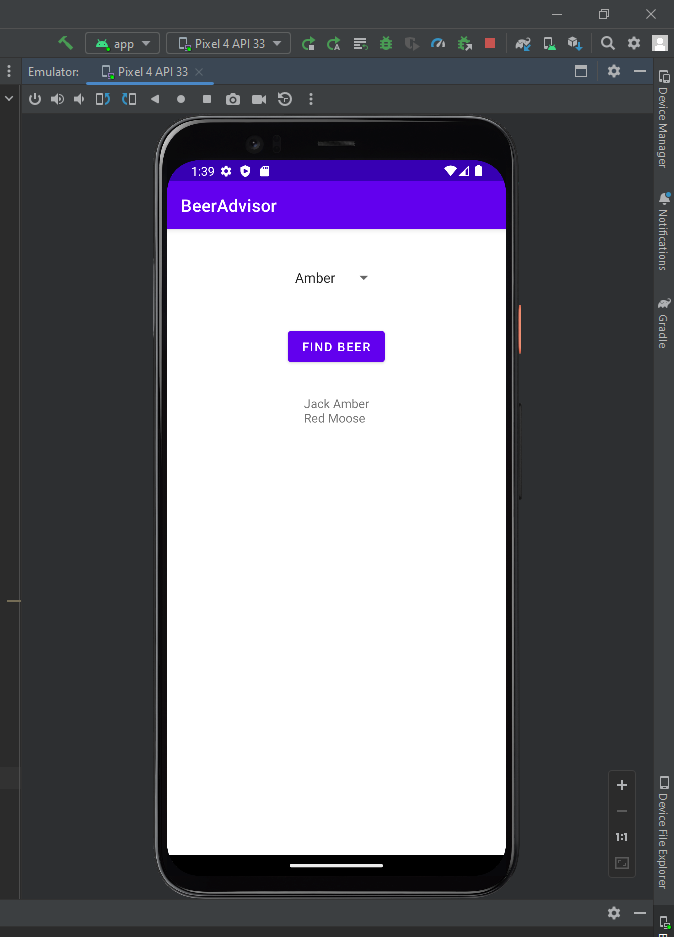 app
Pixel 4 API 33
Emulator:
Pixel 4 API 33
1:39
BeerAdvisor
Amber
FIND BEER
Jack Amber
Red Moose
1:1
Device Manager
Notifications
Gradle
Device File Explorer